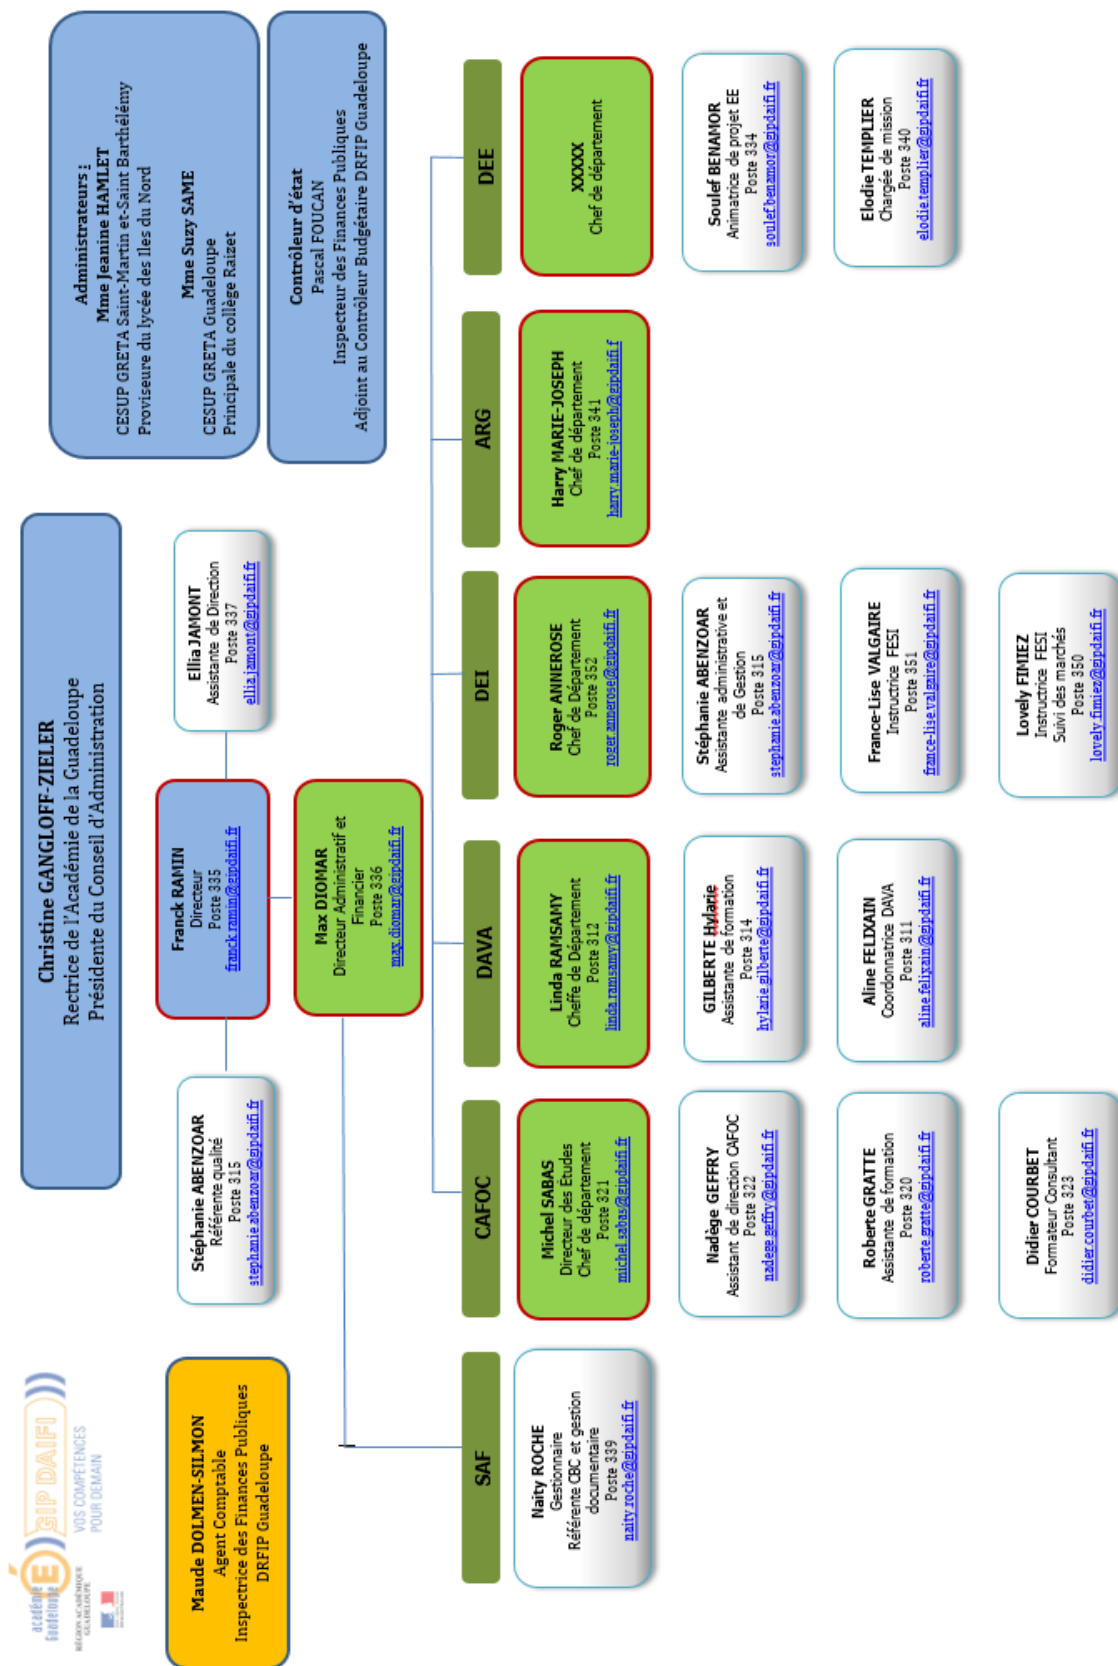 académie
Guadeloupe
É
GIP DAIFI
VOS COMPÉTENCES
POUR DEMAIN
RÉGION ACADÉMIQUE
GUADELOUPE
Christine GANGLOFF-ZIELER
Rectrice de l'Académie de la Guadeloupe
Présidente du Conseil d'Administration
Administrateurs :
Mme Jeanine HAMLET
CESUP GRETA Saint-Martin et-Saint Barthélémy
Proviseure du lycée des Iles du Nord
Mme Suzy SAME
CESUP GRETA Guadeloupe
Principale du collège Raizet
Contrôleur d'état
Pascal FOUCAN
Inspecteur des Finances Publiques
Adjoint au Contrôleur Budgétaire DRFIP Guadeloupe
Maude DOLMEN-SILMON
Agent Comptable
Inspectrice des Finances Publiques
DRFIP Guadeloupe
Stéphanie ABENZOAR
Référente qualité
Poste 315
stephanie.abenzoar@gipdaifi.fr
Franck RAMIN
Directeur
Poste 335
franck.ramin@gipdaifi.fr
Ellia JAMONT
Assistante de Direction
Poste 337
ellia.jamont@gipdaifi.fr
Max DIOMAR
Directeur Administratif et
Financier
Poste 336
max.diomar@gipdaifi.fr
SAF
Naity ROCHE
Gestionnaire
Référente CBC et gestion
documentaire
Poste 339
naity.roche@gipdaifi.fr
CAFOC
Michel SABAS
Directeur des Etudes
Chef de département
Poste 321
michel.sabas@gipdaifi.fr
Nadège GEFFRY
Assistant de direction CAFOC
Poste 322
nadege.geffry@gipdaifi.fr
Roberte GRATTE
Assistante de formation
Poste 320
roberte.gratte@gipdaifi.fr
Didier COURBET
Formateur Consultant
Poste 323
didier.courbet@gipdaifi.fr
DAVA
Linda RAMSAMY
Cheffe de Département
Poste 312
linda.ramsamy@gipdaifi.fr
GILBERTE Hylarie
Assistante de formation
Poste 314
hylarie.gilberte@gipdaifi.fr
Aline FELIXAIN
Coordonnatrice DAVA
Poste 311
aline.felixain@gipdaifi.fr
DEI
Roger ANNEROSE
Chef de Département
Poste 352
roger.annerose@gipdaifi.fr
Stéphanie ABENZOAR
Assistante administrative et
de Gestion
Poste 315
stephanie.abenzoar@gipdaifi.fr
France-Lise VALGAIRE
Instructrice FESI
Poste 351
france-lise.valgaire@gipdaifi.fr
Lovely FIMIEZ
Instructrice FESI
Suivi des marchés
Poste 350
lovely.fimiez@gipdaifi.fr
ARG
Harry MARIE-JOSEPH
Chef de département
Poste 341
harry.marie-joseph@gipdaifi.f
DEE
XXXXX
Chef de département
Soulef BENAMOR
Animatrice de projet EE
Poste 334
soulef.benamor@gipdaifi.fr
Elodie TEMPLIER
Chargée de mission
Poste 340
elodie.templier@gipdaifi.fr